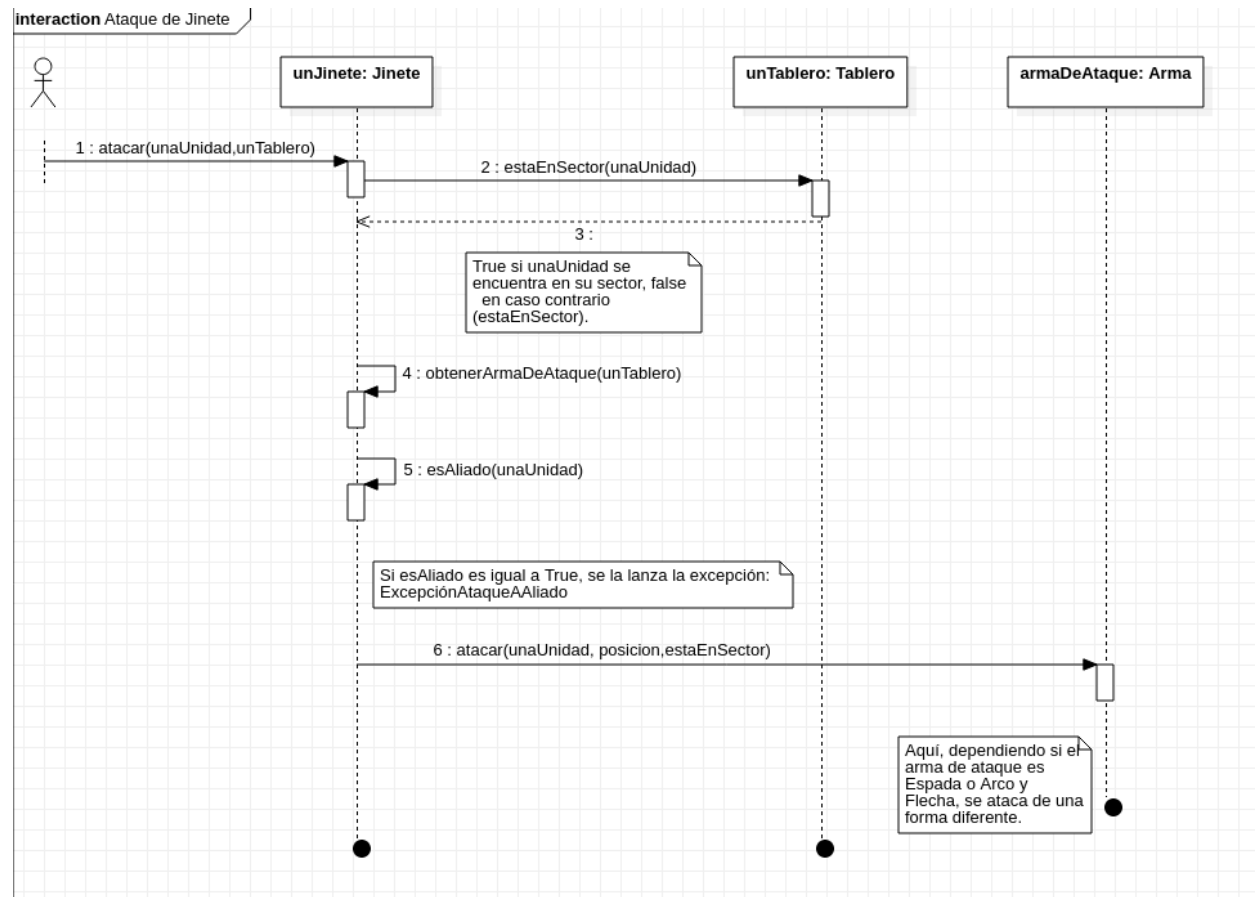 interaction Ataque de Jinete
unJinete: Jinete
unTablero: Tablero
armaDeAtaque: Arma
1 : atacar(unaUnidad,unTablero)
2 : estaEnSector(unaUnidad)
3 :
True si unaUnidad se
encuentra en su sector, false
en caso contrario
(estaEnSector).
4 : obtenerArmaDeAtaque(unTablero)
5 : esAliado(unaUnidad)
Si esAliado es igual a True, se la lanza la excepción:
ExcepciónAtaqueAAliado
6 : atacar(unaUnidad, posicion,estaEnSector)
Aquí, dependiendo si el
arma de ataque es
Espada o Arco y
Flecha, se ataca de una
forma diferente.